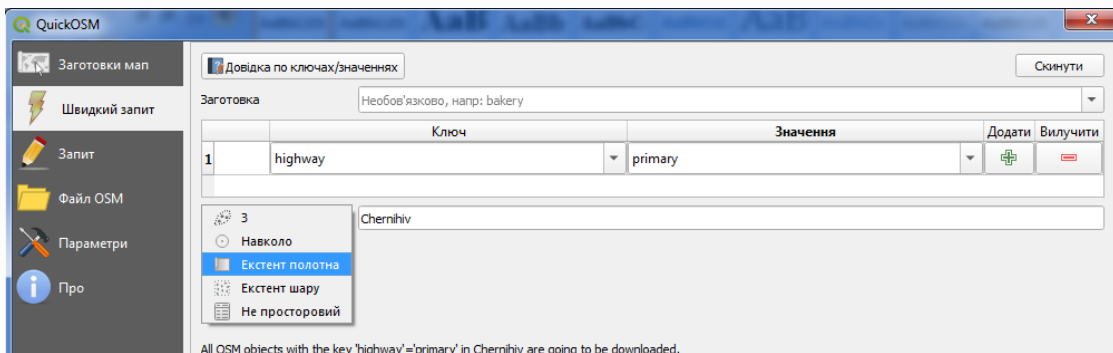 QuickOSM
Заготовки мап
Швидкий запит
Запит
Файл OSM
Параметри
Про
Довідка по ключах/значеннях
Скинути
Заготовка
Необов'язково, напр: bakery
Ключ
Значення
Додати
Вилучити
1
highway
primary
З
Навколо
Екстент полотна
Екстент шару
Не просторовий
Chernihiv
All OSM objects with the key 'highway'='primary' in Chernihiv are going to be downloaded.